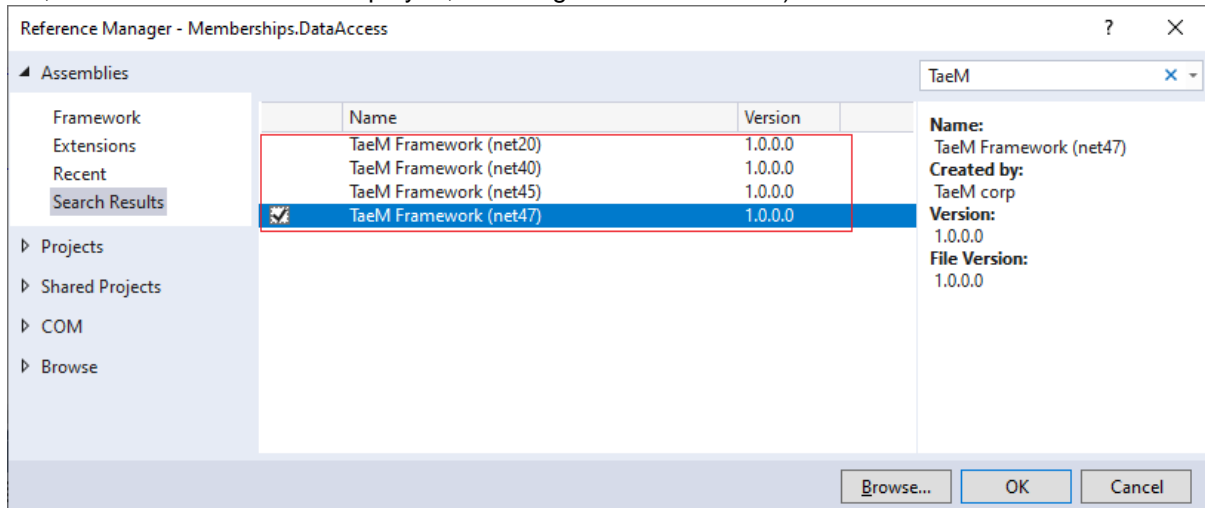 Reference Manager - Memberships.DataAccess ? ×
Assemblies
TaeM
Framework
Extensions
Recent
Search Results
Projects
Shared Projects
COM
Browse
Name Version
TaeM Framework (net20) 1.0.0.0
TaeM Framework (net40) 1.0.0.0
TaeM Framework (net45) 1.0.0.0
TaeM Framework (net47) 1.0.0.0
Name:
TaeM Framework (net47)
Created by:
TaeM corp
Version:
1.0.0.0
File Version:
1.0.0.0
Browse... OK Cancel